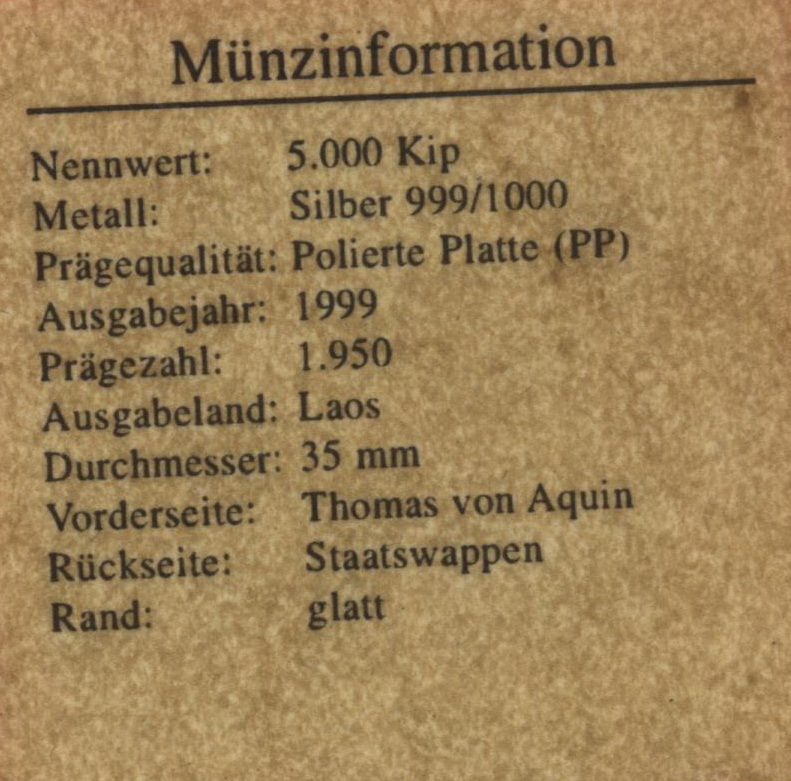 Münzinformation
Nennwert: 5.000 Kip
Metall: Silber 999/1000
Prägequalität: Polierte Platte (PP)
Ausgabejahr: 1999
Prägezahl: 1.950
Ausgabeland: Laos
Durchmesser: 35 mm
Vorderseite: Thomas von Aquin
Rückseite: Staatswappen
Rand: glatt